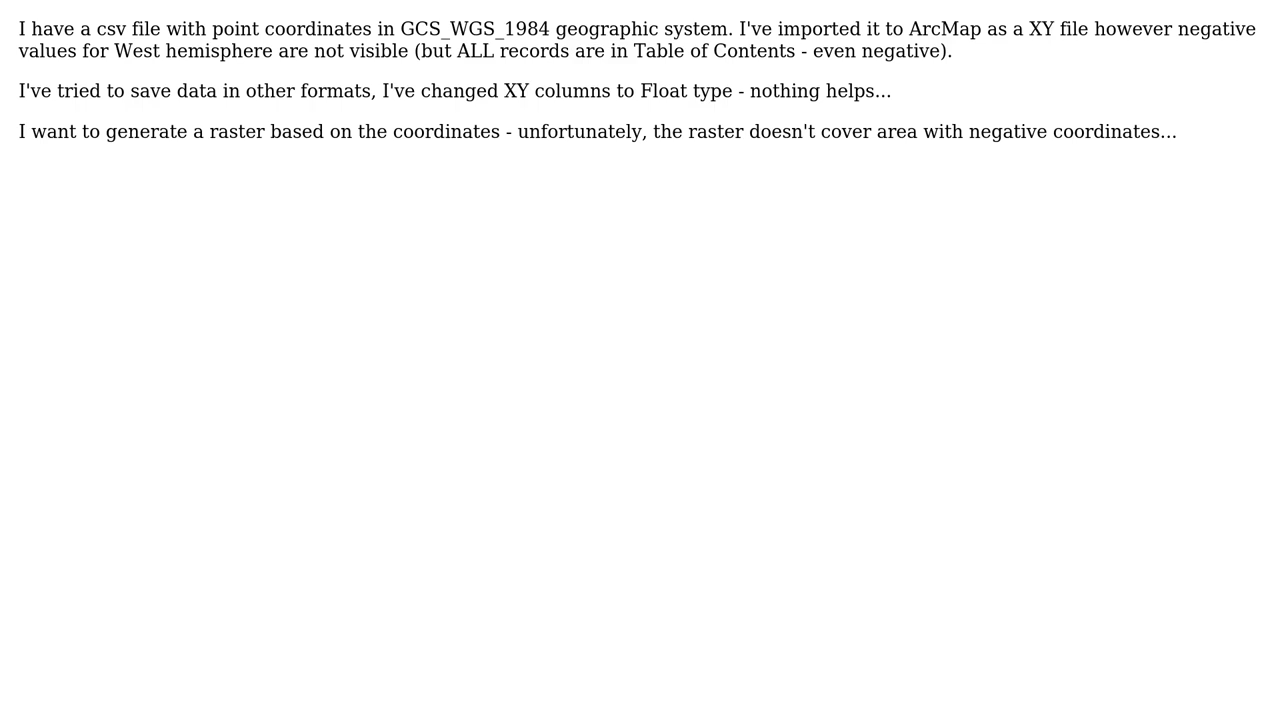 I have a csv file with point coordinates in GCS_WGS_1984 geographic system. I've imported it to ArcMap as a XY file however negative
values for West hemisphere are not visible (but ALL records are in Table of Contents - even negative).
I've tried to save data in other formats, I've changed XY columns to Float type - nothing helps...
I want to generate a raster based on the coordinates - unfortunately, the raster doesn't cover area with negative coordinates...